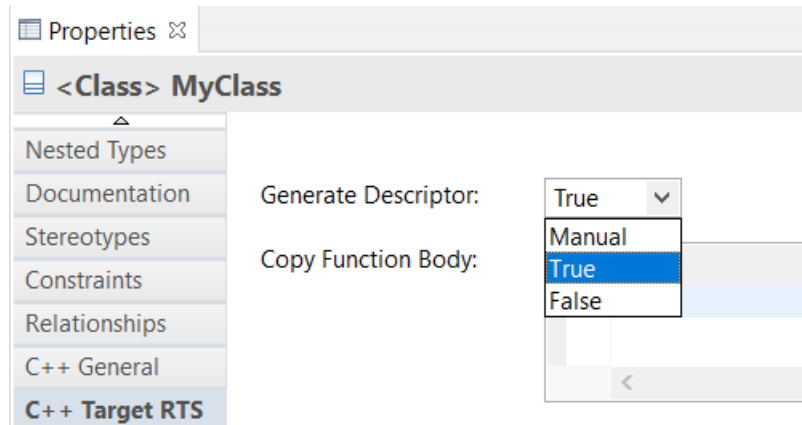 Properties
<Class> MyClass
Nested Types
Documentation
Stereotypes
Constraints
Relationships
C++ General
C++ Target RTS
Generate Descriptor: True
Manual
True
False
Copy Function Body: